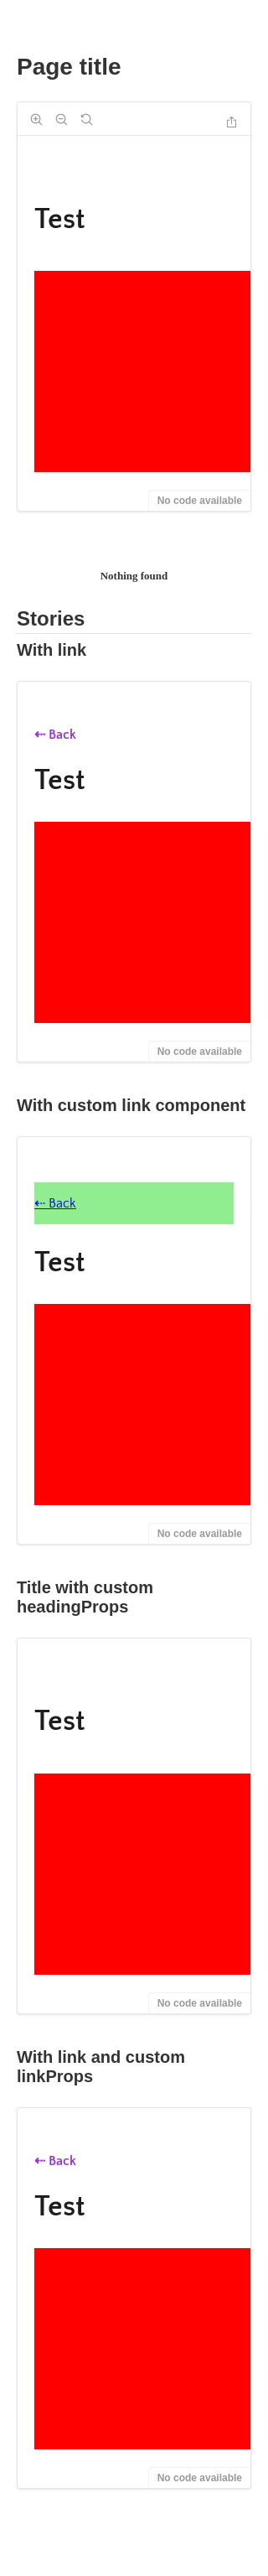 Page title
Test
No code available
Nothing found
Stories
With link
⇠ Back
Test
No code available
With custom link component
⇠ Back
Test
No code available
Title with custom
headingProps
Test
No code available
With link and custom
linkProps
⇠ Back
Test
No code available